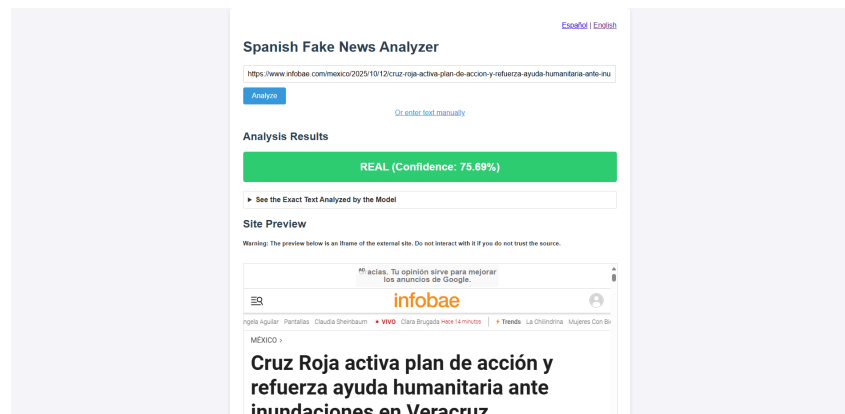 Español | English
Spanish Fake News Analyzer
https://www.infobae.com/mexico/2025/10/12/cruz-roja-activa-plan-de-accion-y-refuerza-ayuda-humanitaria-ante-inu
Analyze
Or enter text manually
Analysis Results
REAL (Confidence: 75.69%)
▶ See the Exact Text Analyzed by the Model
Site Preview
Warning: The preview below is an iframe of the external site. Do not interact with it if you do not trust the source.
acias. Tu opinión sirve para mejorar
los anuncios de Google.
infobae
ngela Aguilar Pantallas Claudia Sheinbaum • VIVO Clara Brugada Hace 14 minutos Trends La Chilindrina Mujeres Con Bi
MÉXICO >
Cruz Roja activa plan de acción y
refuerza ayuda humanitaria ante
inundaciones en Veracruz